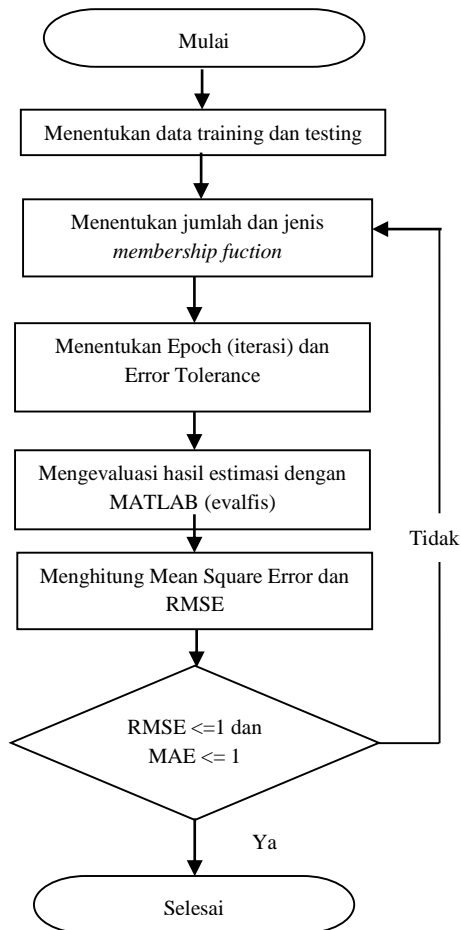 Mulai
Menentukan data training dan testing
Menentukan jumlah dan jenis
membership fuction
Menentukan Epoch (iterasi) dan
Error Tolerance
Mengevaluasi hasil estimasi dengan
MATLAB (evalfis)
Tidak
Menghitung Mean Square Error dan
RMSE
RMSE <=1 dan
MAE <= 1
Ya
Selesai